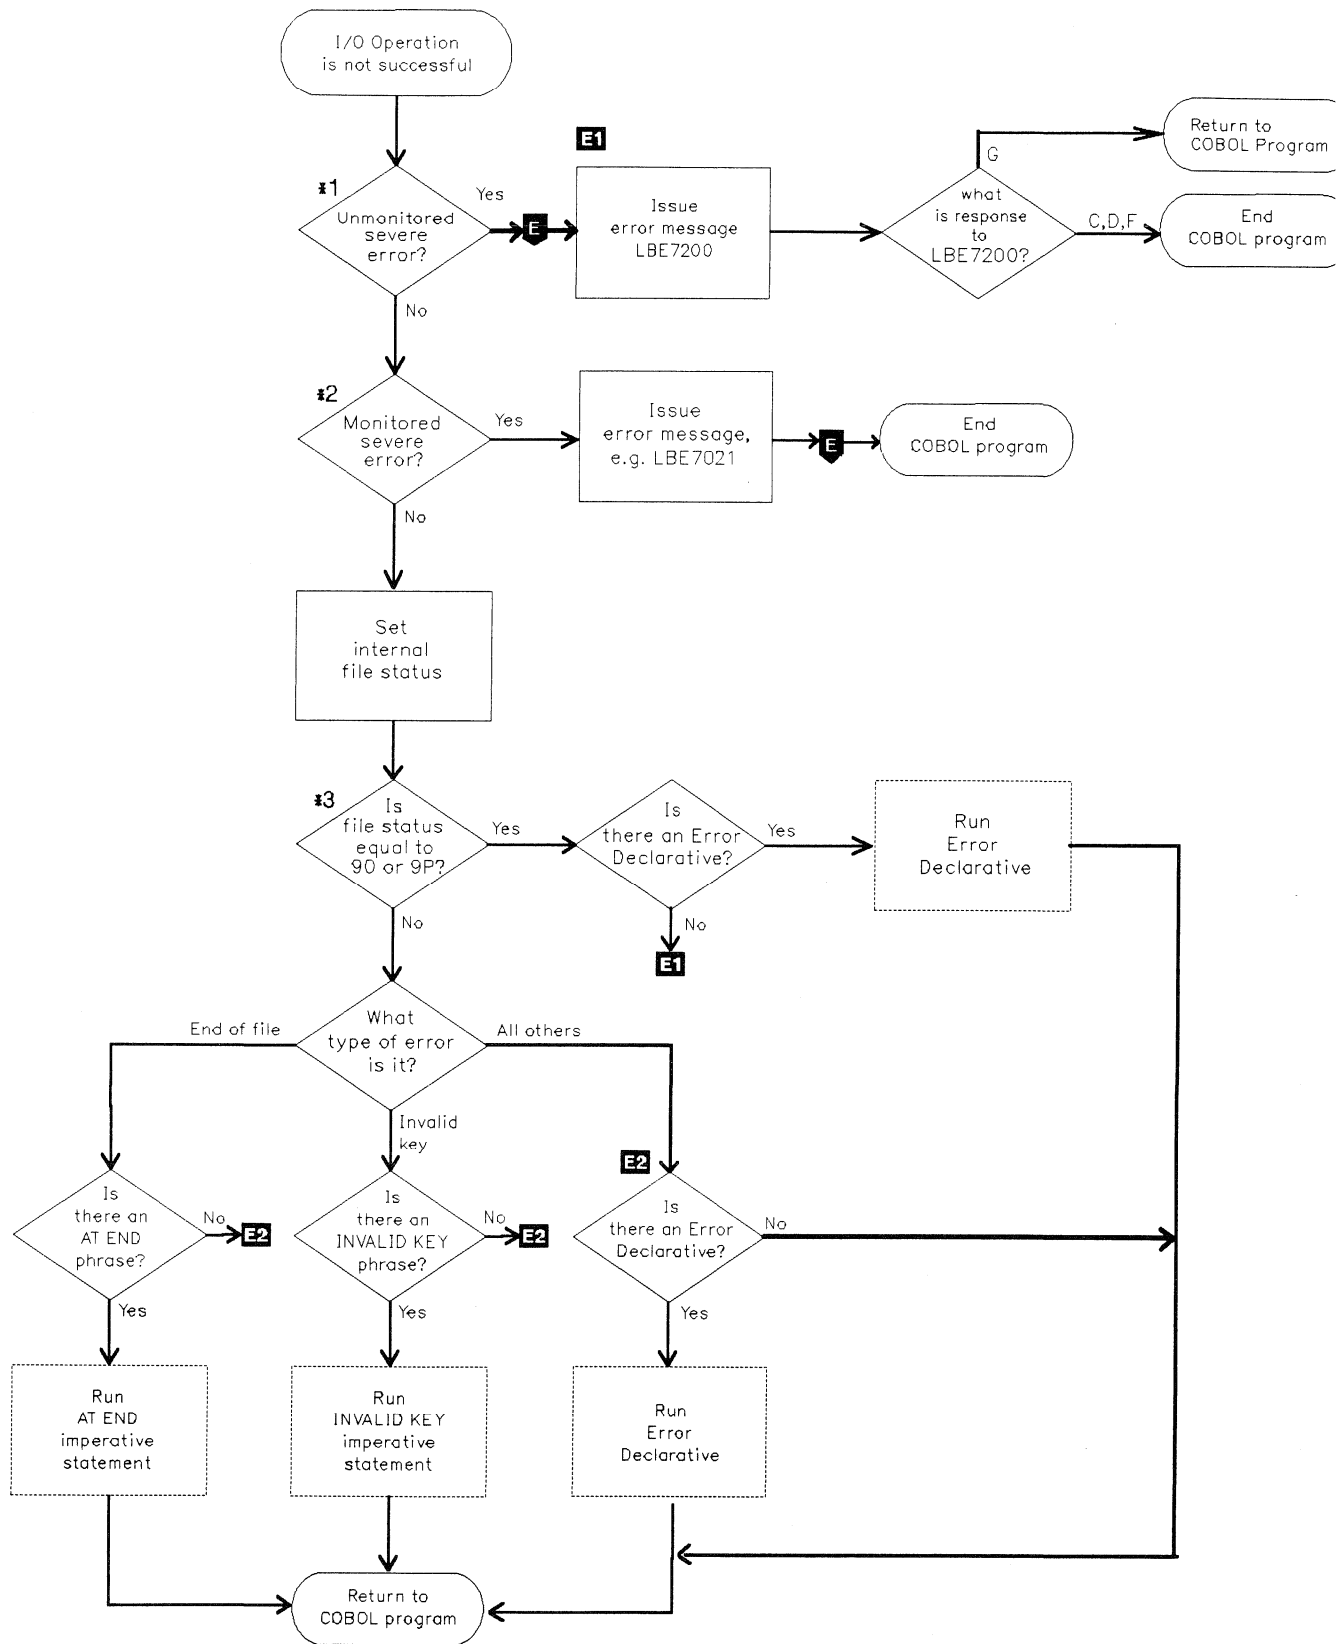 I/O Operation
is not successful
E1
Return to
COBOL Program
G
*1
Yes
Unmonitored
severe
error?
E
Issue
error message
LBE7200
what
is response
to
LBE7200?
C,D,F
End
COBOL program
No
*2
Monitored
severe
error?
Yes
Issue
error message,
e.g. LBE7021
E
End
COBOL program
No
Set
internal
file status
*3
Is
file status
equal to
90 or 9P?
Yes
Is
there an Error
Declarative?
Yes
Run
Error
Declarative
No
No
E1
End of file
What
type of error
is it?
All others
Invalid
key
E2
Is
there an
AT END
phrase?
No
E2
Is
there an
INVALID KEY
phrase?
No
E2
Is
there an Error
Declarative?
No
Yes
Yes
Yes
Run
AT END
imperative
statement
Run
INVALID KEY
imperative
statement
Run
Error
Declarative
Return to
COBOL program